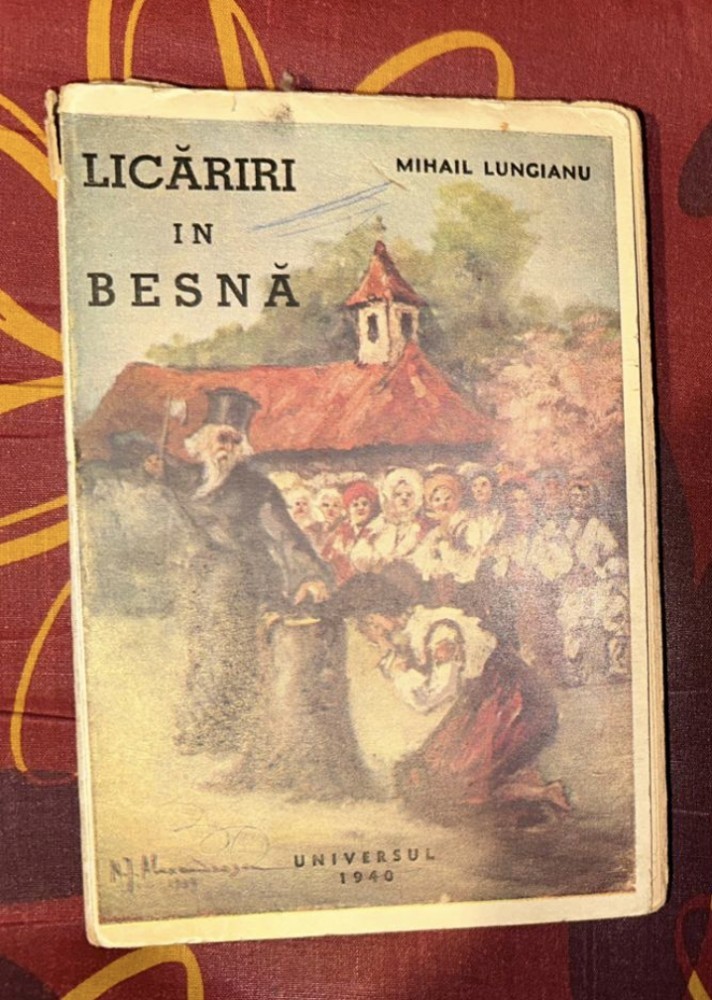 LICĂRIRI
IN
BESNĂ
MIHAIL LUNGIANU
UNIVERSUL
1940